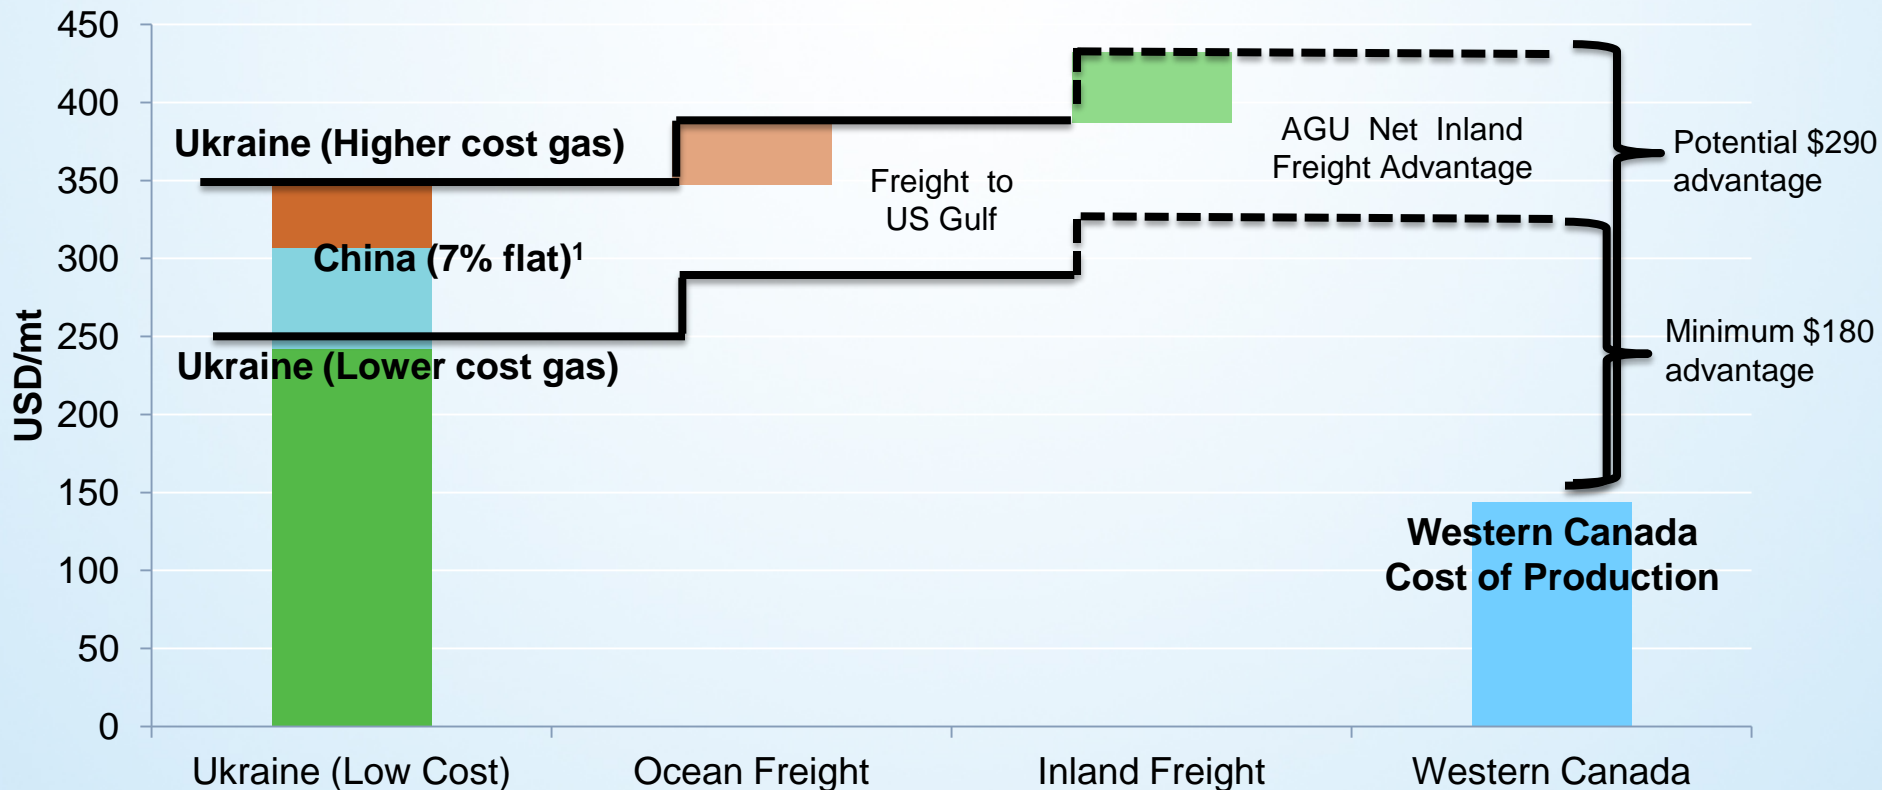 450
400
350
300
250
200
150
100
50
0
USD/mt
Ukraine (Higher cost gas)
China (7% flat)¹
Ukraine (Lower cost gas)
Freight to
US Gulf
AGU Net Inland
Freight Advantage
Potential $290
advantage
Minimum $180
advantage
Western Canada
Cost of Production
Ukraine (Low Cost)
Ocean Freight
Inland Freight
Western Canada